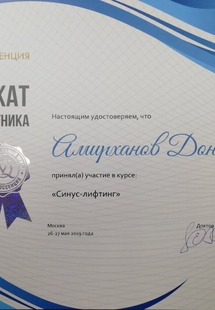 ЕНЦИЯ
КАТ
ТНИКА
Настоящим удостоверяем, что
Амирханов Дон
принял(а) участие в курсе:
«Синус-лифтинг»
Москва
26-27 мая 2019 года
Доктор